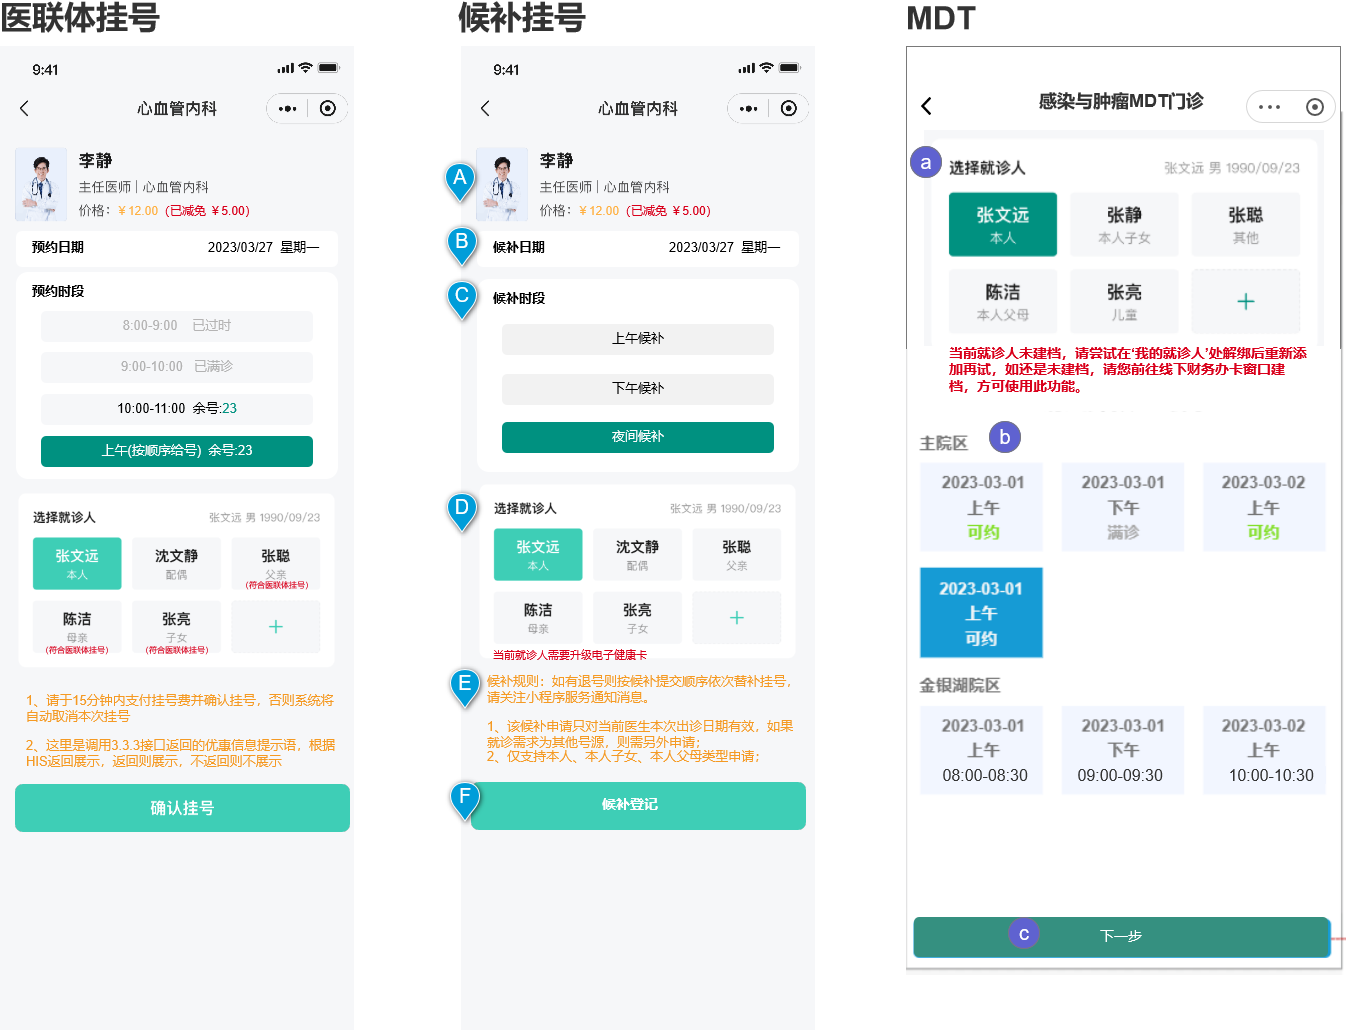 医联体挂号
9:41
心血管内科
李静
主任医师 | 心血管内科
价格：￥12.00 (已减免 ￥5.00)
预约日期 2023/03/27 星期一
预约时段
8:00-9:00 已过时
9:00-10:00 已满诊
10:00-11:00 余号:23
上午(按顺序给号) 余号:23
选择就诊人 张文远 男 1990/09/23
张文远 沈文静 张聪
本人 配偶 父亲
(符合医联体挂号)
陈洁 张亮 +
母亲 子女
(符合医联体挂号) (符合医联体挂号)
1、请于15分钟内支付挂号费并确认挂号，否则系统将
自动取消本次挂号
2、这里是调用3.3.3接口返回的优惠信息提示语，根据
HIS返回展示，返回则展示，不返回则不展示
确认挂号
候补挂号
9:41
心血管内科
A
李静
主任医师 | 心血管内科
价格：￥12.00 (已减免 ￥5.00)
B
候补日期 2023/03/27 星期一
C
候补时段
上午候补
下午候补
夜间候补
D
选择就诊人 张文远 男 1990/09/23
张文远 沈文静 张聪
本人 配偶 父亲
陈洁 张亮 +
母亲 子女
当前就诊人需要升级电子健康卡
E
候补规则：如有退号则按候补提交顺序依次替补挂号，
请关注小程序服务通知消息。
1、该候补申请只对当前医生本次出诊日期有效，如果
就诊需求为其他号源，则需另外申请；
2、仅支持本人、本人子女、本人父母类型申请；
F
候补登记
MDT
感染与肿瘤MDT门诊
a
选择就诊人 张文远 男 1990/09/23
张文远 张静 张聪
本人 本人子女 其他
陈洁 张亮 +
本人父母 儿童
当前就诊人未建档，请尝试在‘我的就诊人’处解绑后重新添
加再试，如还是未建档，请您前往线下财务办卡窗口建
档，方可使用此功能。
主院区 b
2023-03-01 2023-03-01 2023-03-02
上午 下午 上午
可约 满诊 可约
2023-03-01
上午
可约
金银湖院区
2023-03-01 2023-03-01 2023-03-02
上午 下午 上午
08:00-08:30 09:00-09:30 10:00-10:30
c 下一步